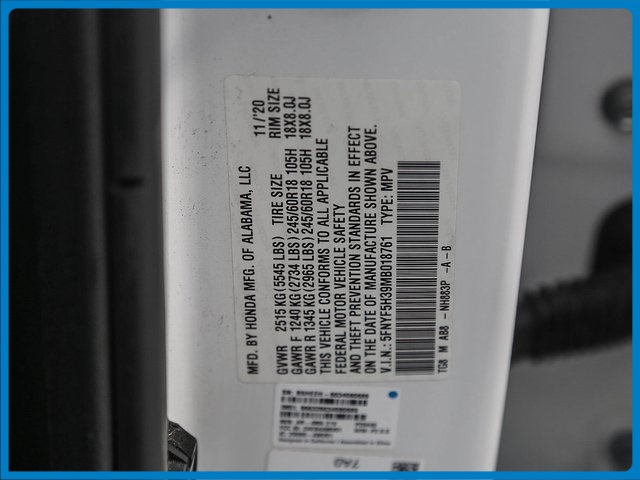 MFD. BY HONDA MFG. OF ALABAMA, LLC 11/'20
GVWR 2515 KG (5545 LBS) TIRE SIZE RIM SIZE
GAWR F 1240 KG (2734 LBS) 245/60R18 105H 18X8.0J
GAWR R 1345 KG (2965 LBS) 245/60R18 105H 18X8.0J
THIS VEHICLE CONFORMS TO ALL APPLICABLE
FEDERAL MOTOR VEHICLE SAFETY
AND THEFT PREVENTION STANDARDS IN EFFECT
ON THE DATE OF MANUFACTURE SHOWN ABOVE.
V.I.N.: 5FNYF5H39MB018761 TYPE: MPV
TG8 M AB8 - NH883P -A - B
7A0